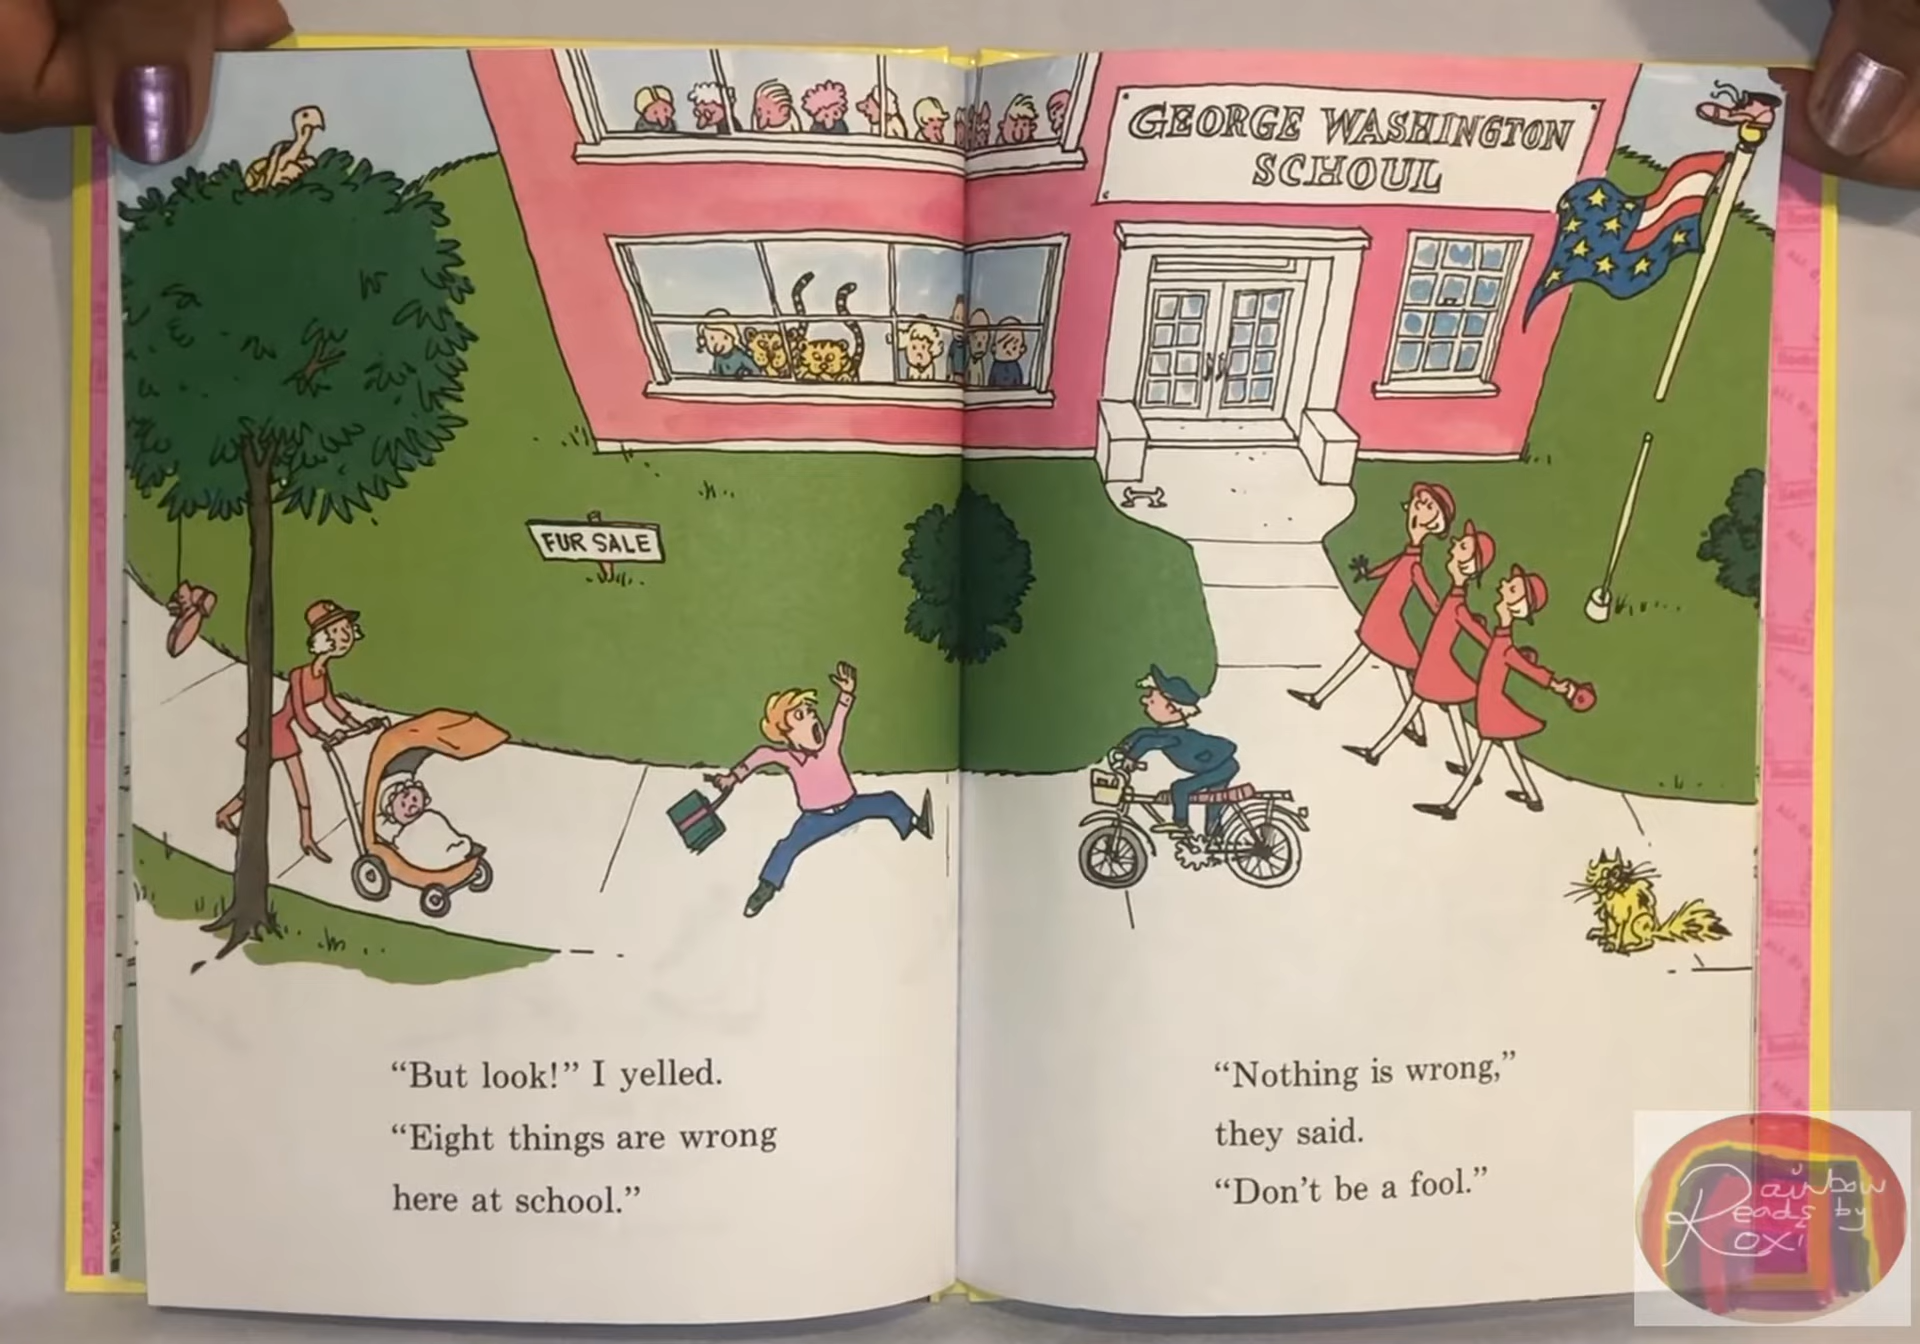 GEORGE WASHINGTON
SCHOUL
FUR SALE
“But look!” I yelled.
“Eight things are wrong
here at school.”
“Nothing is wrong,”
they said.
“Don’t be a fool.”
Rainbow
Reads by
Roxi